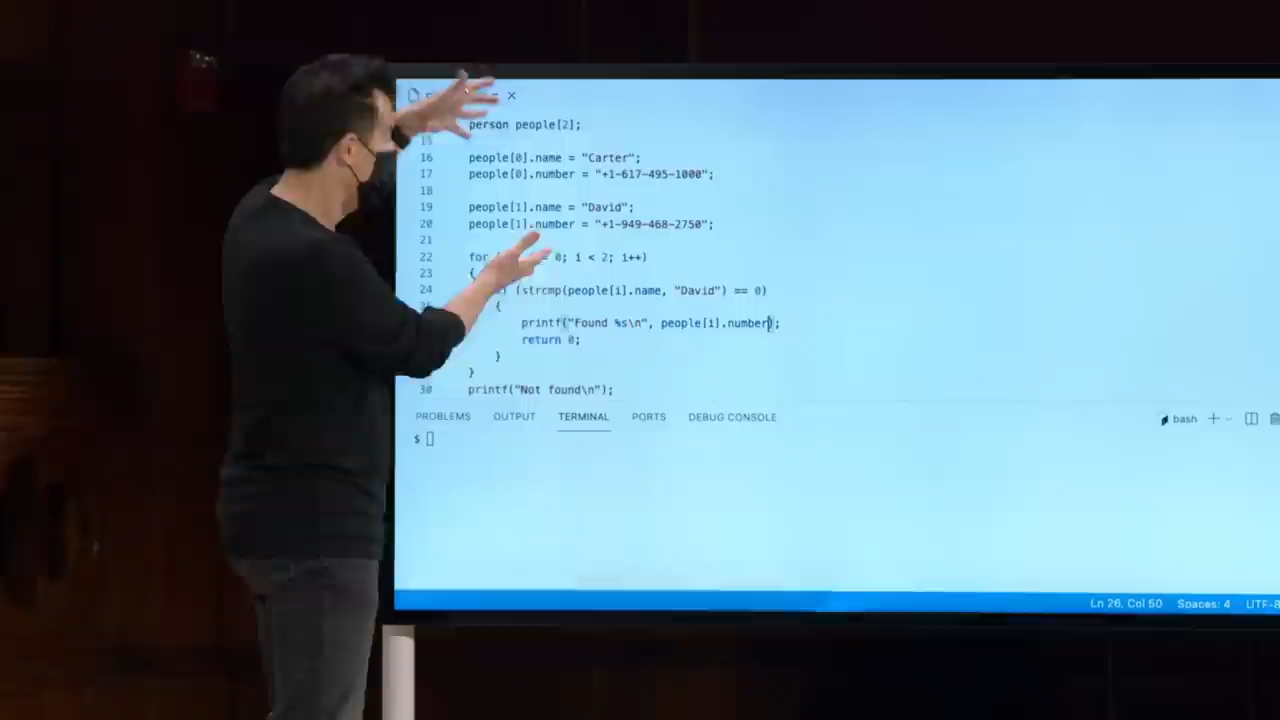 person people[2];
15
16 people[0].name = "Carter";
17 people[0].number = "+1-617-495-1000";
18
19 people[1].name = "David";
20 people[1].number = "+1-949-468-2750";
21
22 for = 0; i < 2; i++)
23 {
24 (strcmp(people[i].name, "David") == 0)
{
printf("Found %s\n", people[i].number);
return 0;
}
}
30 printf("Not found\n");
PROBLEMS OUTPUT TERMINAL PORTS DEBUG CONSOLE bash
$
Ln 26, Col 50 Spaces: 4 UTF-8